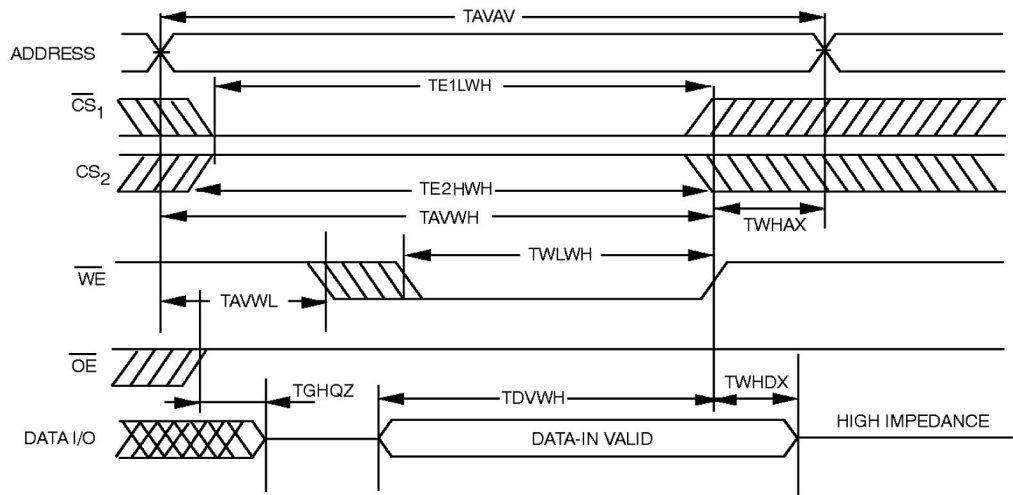 TAVAV
ADDRESS
TE1LWH
CS1
CS2
TE2HWH
TAVWH
TWHAX
TWLWH
WE
TAVWL
OE
TGHQZ
TDVWH
TWHDX
DATA I/O
DATA-IN VALID
HIGH IMPEDANCE